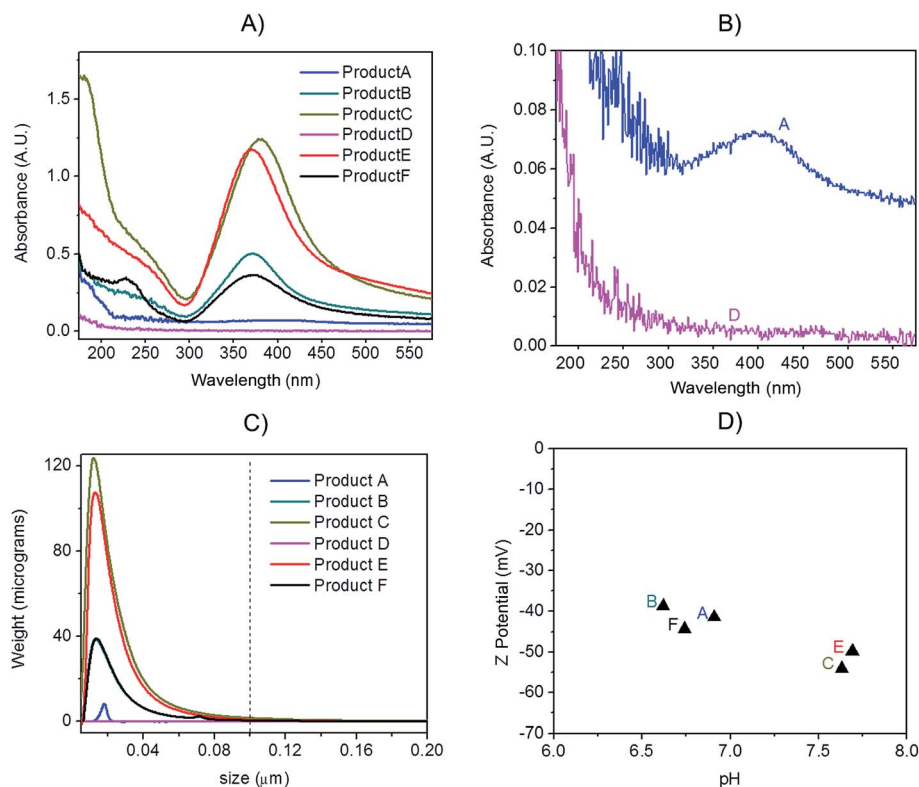 A)
1.5
1.0
0.5
0.0
Absorbance (A.U.)
200 250 300 350 400 450 500 550
Wavelength (nm)
ProductA
ProductB
ProductC
ProductD
ProductE
ProductF
B)
0.10
0.08
0.06
0.04
0.02
0.00
Absorbance (A.U.)
200 250 300 350 400 450 500 550
Wavelength (nm)
A
D
C)
120
80
40
0
Weight (micrograms)
0.04 0.08 0.12 0.16 0.20
size (μm)
Product A
Product B
Product C
Product D
Product E
Product F
D)
0
-10
-20
-30
-40
-50
-60
-70
Z Potential (mV)
6.0 6.5 7.0 7.5 8.0
pH
B
F
A
E
C